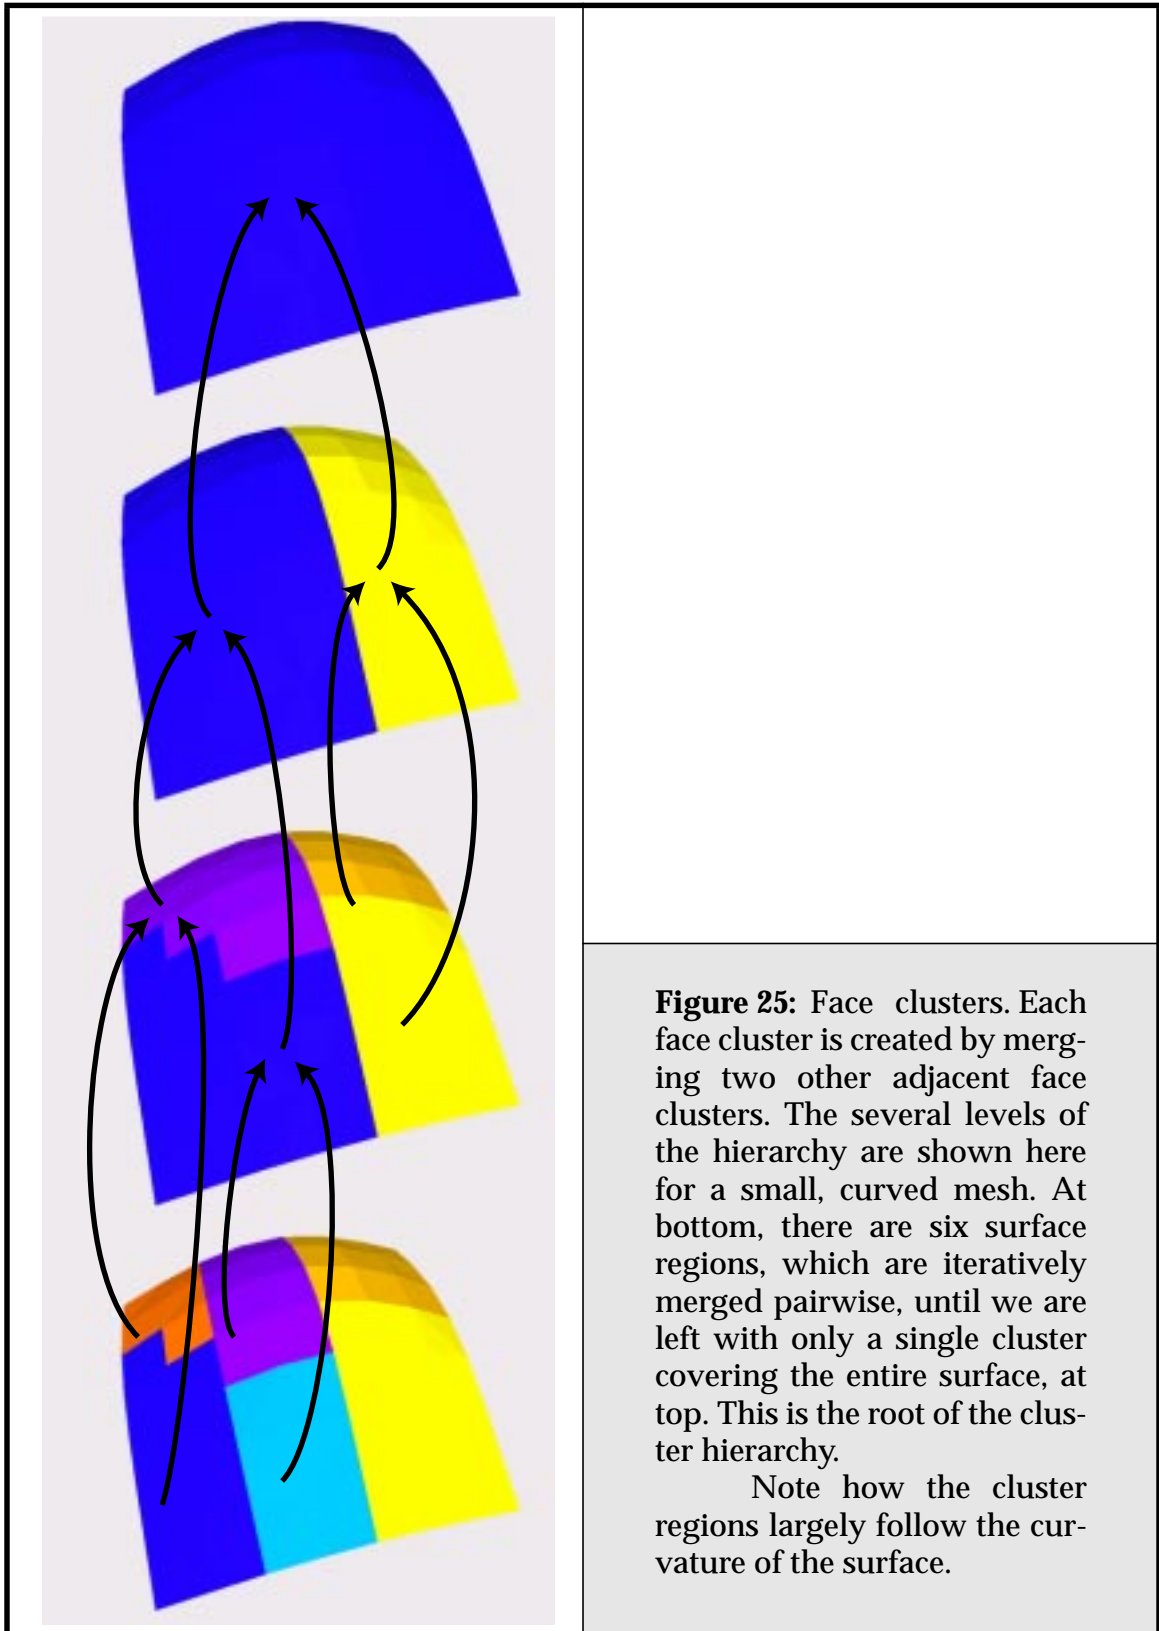 Figure 25: Face clusters. Each
face cluster is created by merg-
ing two other adjacent face
clusters. The several levels of
the hierarchy are shown here
for a small, curved mesh. At
bottom, there are six surface
regions, which are iteratively
merged pairwise, until we are
left with only a single cluster
covering the entire surface, at
top. This is the root of the clus-
ter hierarchy.
Note how the cluster
regions largely follow the cur-
vature of the surface.